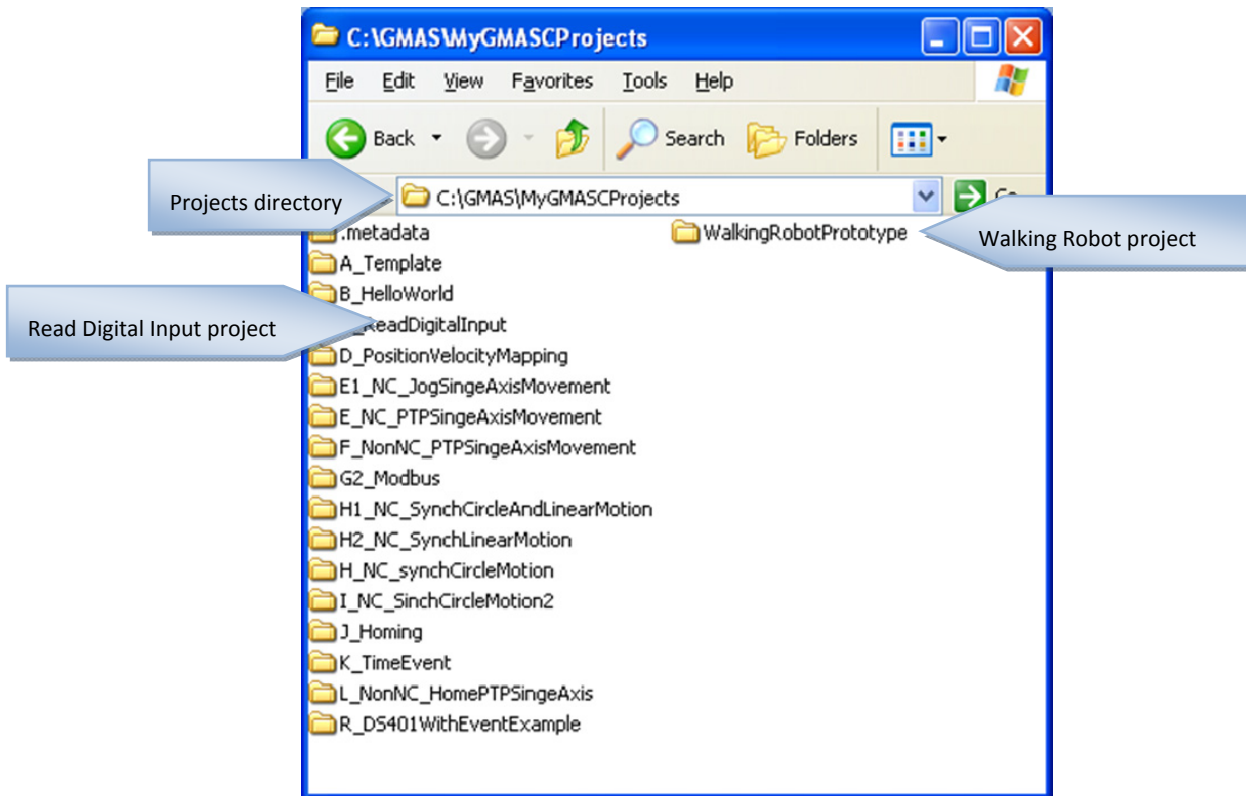 C:\GMAS\MyGMASCProjects
File Edit View Favorites Tools Help
Back Search Folders
Projects directory
C:\GMAS\MyGMASCProjects
.metadata
WalkingRobotPrototype
Walking Robot project
A_Template
B_HelloWorld
Read Digital Input project
_ReadDigitalInput
D_PositionVelocityMapping
E1_NC_JogSingeAxisMovement
E_NC_PTPSingeAxisMovement
F_NonNC_PTPSingeAxisMovement
G2_Modbus
H1_NC_SynchCircleAndLinearMotion
H2_NC_SynchLinearMotion
H_NC_synchCircleMotion
I_NC_SinchCircleMotion2
J_Homing
K_TimeEvent
L_NonNC_HomePTPSingeAxis
R_DS401WithEventExample